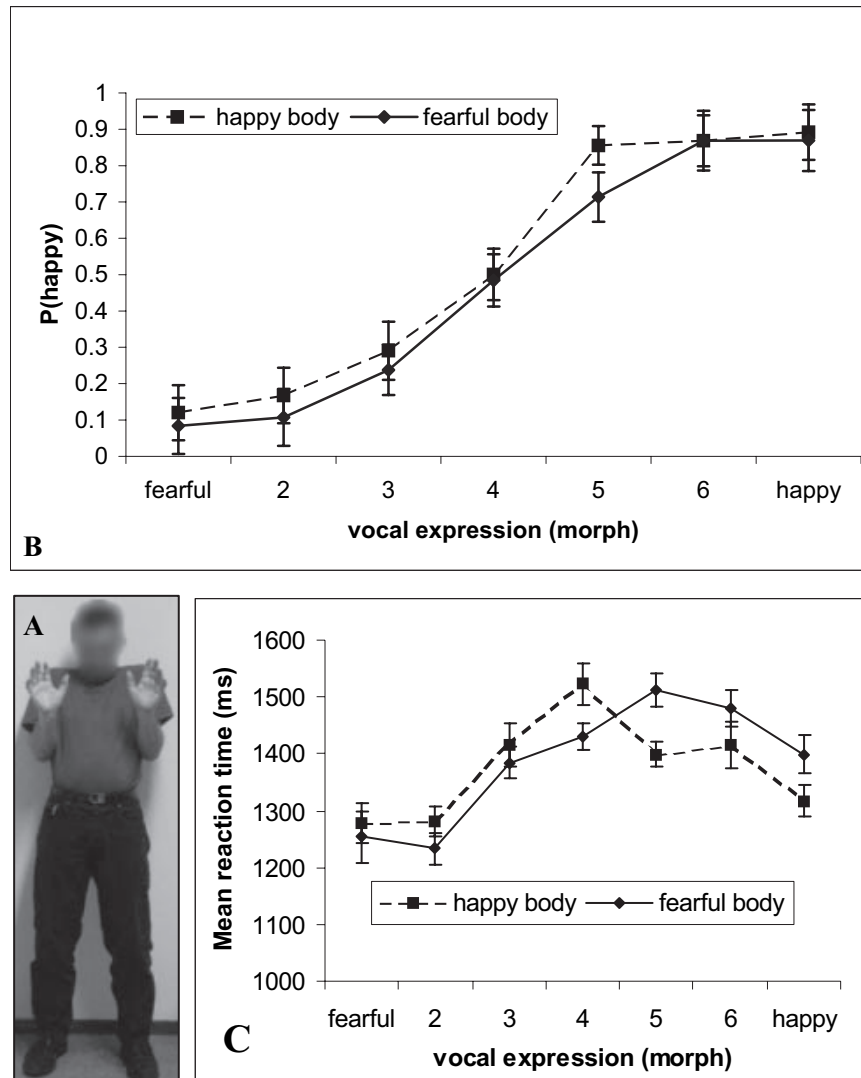 1
0.9
0.8
0.7
0.6
0.5
0.4
0.3
0.2
0.1
0
P(happy)
happy body fearful body
fearful 2 3 4 5 6 happy
vocal expression (morph)
B
A
1600
1500
1400
1300
1200
1100
1000
Mean reaction time (ms)
happy body fearful body
fearful 2 3 4 5 6 happy
vocal expression (morph)
C